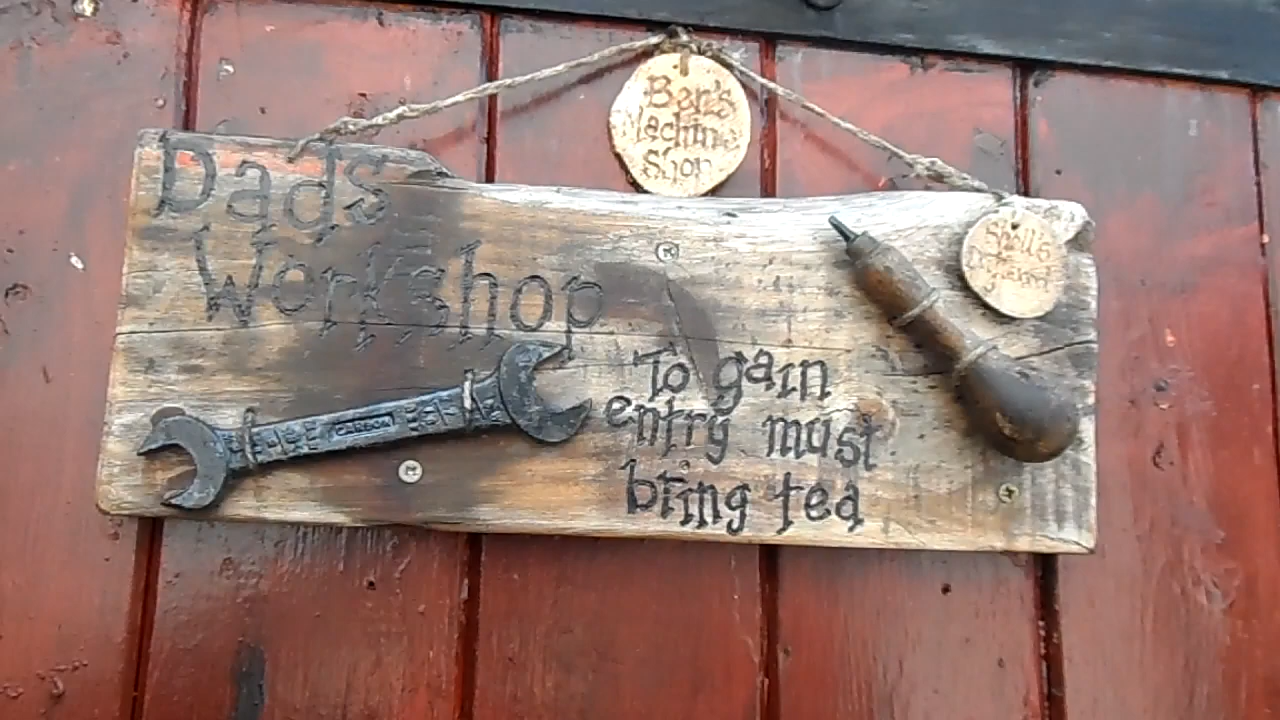 Ben's
Machine
Shop
Dads
Workshop
To gain
entry must
bring tea